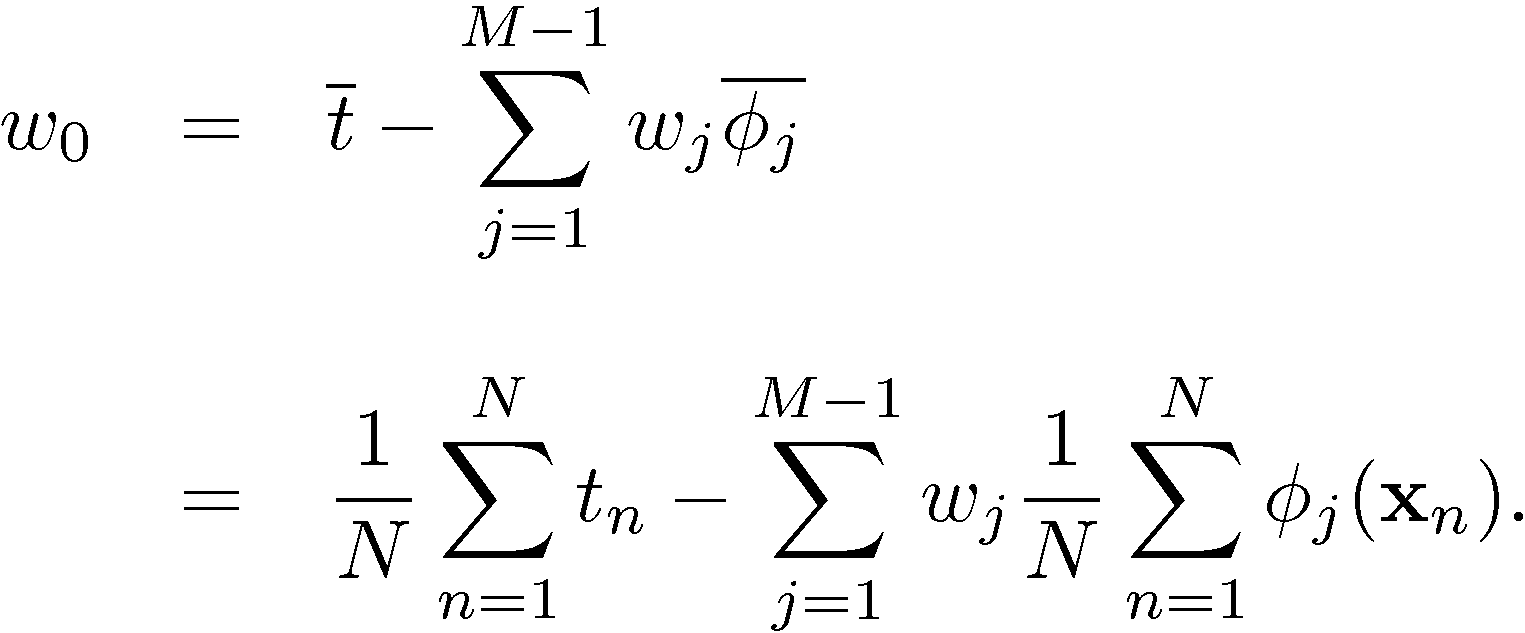 $w_0 = \overline{t} - \sum_{j=1}^{M-1} w_j \overline{\phi_j}$
$= \frac{1}{N} \sum_{n=1}^{N} t_n - \sum_{j=1}^{M-1} w_j \frac{1}{N} \sum_{n=1}^{N} \phi_j(\mathbf{x}_n).$